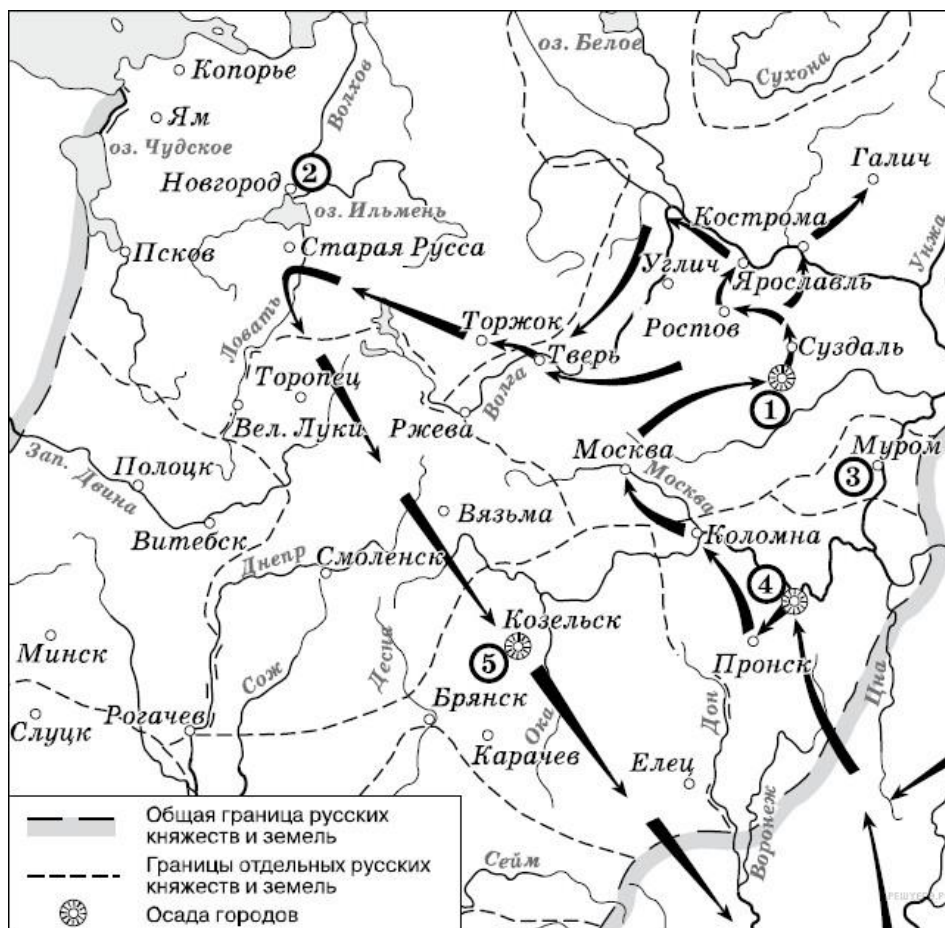 оз. Белое
Сухона
Копорье
Волхов
Ям
оз. Чудское
Галич
2
Новгород
оз. Ильмень
Кострома
Унжа
Псков
Старая Русса
Углич
Ярославль
Ловать
Торжок
Ростов
Суздаль
Тверь
Торопец
Волга
1
Вел. Луки
Ржева
Москва
Муром
Зап. Двина
Полоцк
Москва
3
Вязьма
Витебск
Коломна
Днепр
Смоленск
4
Козельск
Минск
5
Пронск
Цна
Десна
Сож
Брянск
Дон
Слуцк
Рогачев
Ока
Карачев
Елец
Воронеж
Общая граница русских
княжеств и земель
Границы отдельных русских
княжеств и земель
Сейм
Осада городов